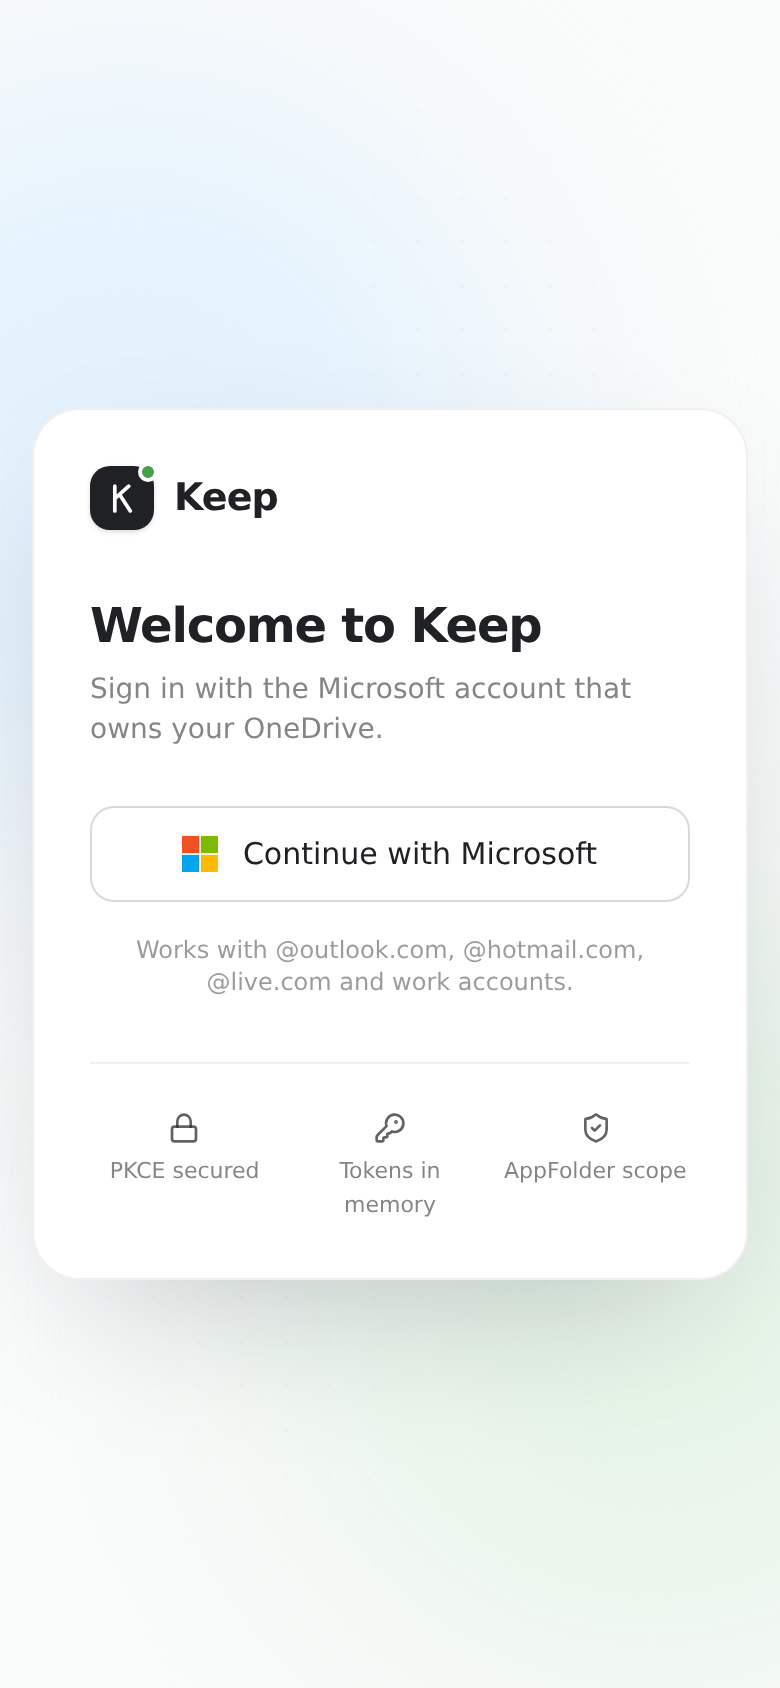 K
Keep
Welcome to Keep
Sign in with the Microsoft account that
owns your OneDrive.
Continue with Microsoft
Works with @outlook.com, @hotmail.com,
@live.com and work accounts.
PKCE secured
Tokens in
memory
AppFolder scope